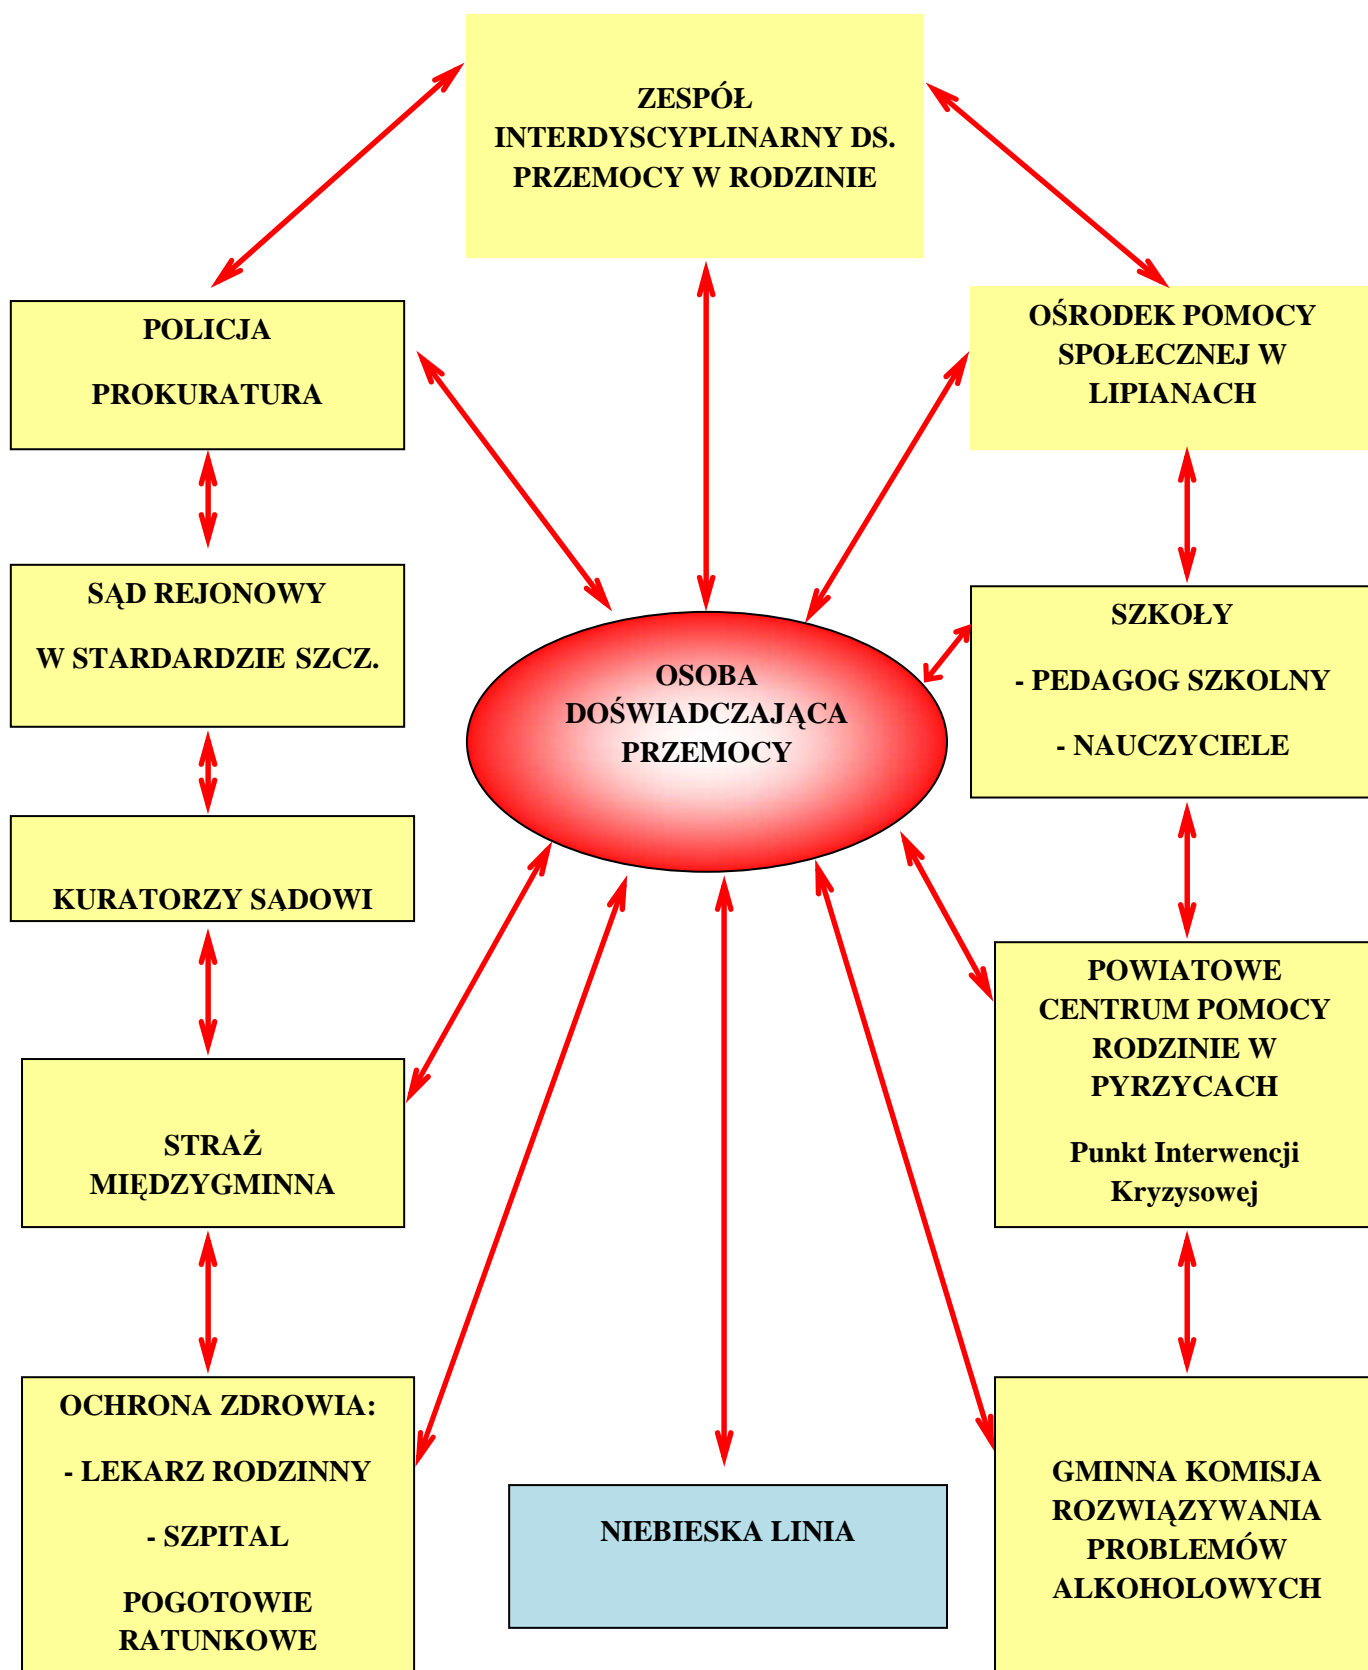 ZESPÓŁ
INTERDYSCYPLINARNY DS.
PRZEMOCY W RODZINIE
POLICJA
PROKURATURA
OŚRODEK POMOCY
SPOŁECZNEJ W
LIPIANACH
SĄD REJONOWY
W STARDARDZIE SZCZ.
OSOBA
DOŚWIADCZAJĄCA
PRZEMOCY
SZKOŁY
- PEDAGOG SZKOLNY
- NAUCZYCIELE
KURATORZY SĄDOWI
POWIATOWE
CENTRUM POMOCY
RODZINIE W
PYRZYCACH
Punkt Interwencji
Kryzysowej
STRAŻ
MIĘDZYGMINNA
OCHRONA ZDROWIA:
- LEKARZ RODZINNY
- SZPITAL
POGOTOWIE
RATUNKOWE
NIEBIESKA LINIA
GMINNA KOMISJA
ROZWIĄZYWANIA
PROBLEMÓW
ALKOHOLOWYCH